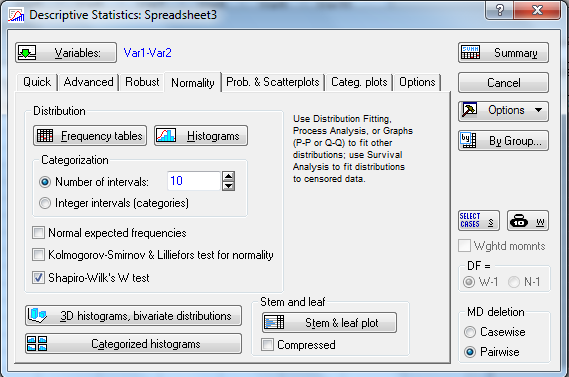 Descriptive Statistics: Spreadsheet3
?
Variables:
Var1-Var2
Quick
Advanced
Robust
Normality
Prob. & Scatterplots
Categ. plots
Options
Distribution
Frequency tables
Histograms
Categorization
Number of intervals:
10
Integer intervals (categories)
Normal expected frequencies
Kolmogorov-Smirnov & Lilliefors test for normality
Shapiro-Wilk's W test
Use Distribution Fitting,
Process Analysis, or Graphs
(P-P or Q-Q) to fit other
distributions; use Survival
Analysis to fit distributions
to censored data.
3D histograms, bivariate distributions
Categorized histograms
Stem and leaf
Stem & leaf plot
Compressed
Summary
Cancel
Options
By Group...
SELECT
CASES
S
W
Wghtd momnts
DF =
W-1
N-1
MD deletion
Casewise
Pairwise